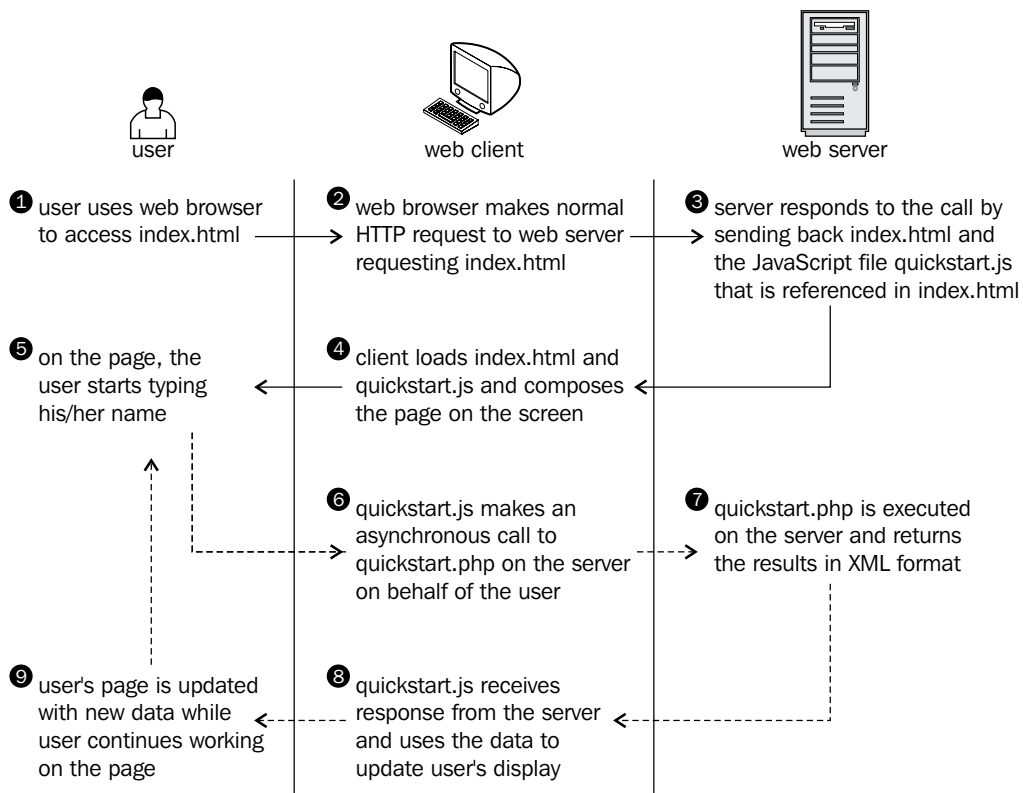 user
web client
web server
1 user uses web browser
to access index.html
2 web browser makes normal
HTTP request to web server
requesting index.html
3 server responds to the call by
sending back index.html and
the JavaScript file quickstart.js
that is referenced in index.html
4 client loads index.html and
quickstart.js and composes
the page on the screen
5 on the page, the
user starts typing
his/her name
6 quickstart.js makes an
asynchronous call to
quickstart.php on the server
on behalf of the user
7 quickstart.php is executed
on the server and returns
the results in XML format
8 quickstart.js receives
response from the server
and uses the data to
update user's display
9 user's page is updated
with new data while
user continues working
on the page